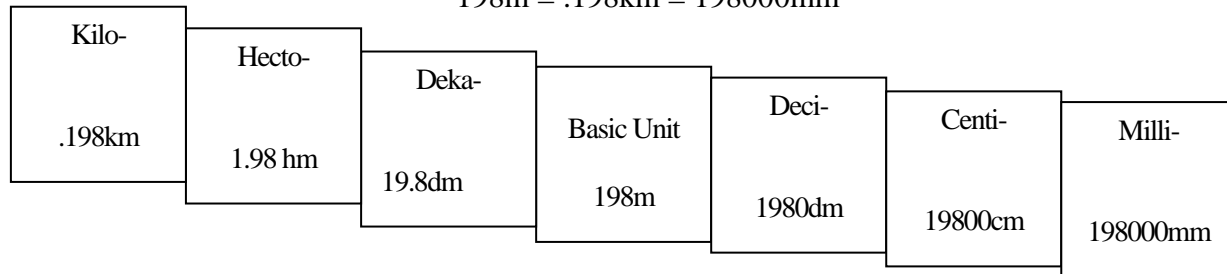 198m = .198km = 198000mm
Kilo-
.198km
Hecto-
1.98 hm
Deka-
19.8dm
Basic Unit
198m
Deci-
1980dm
Centi-
19800cm
Milli-
198000mm